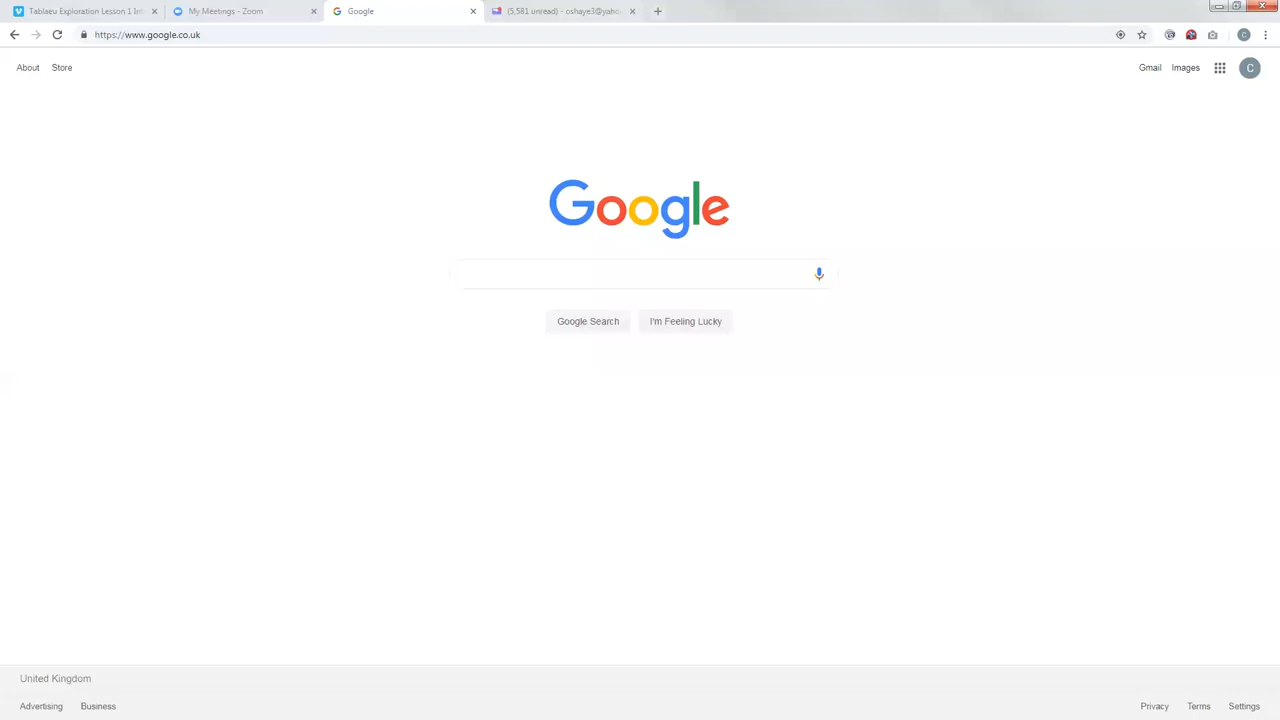 Tablaeu Exploration Lesson 1 Int
My Meetings - Zoom
Google
(5,581 unread) - oshaye3@yaho
https://www.google.co.uk
C
About
Store
Gmail
Images
C
Google
Google Search
I'm Feeling Lucky
United Kingdom
Advertising
Business
Privacy
Terms
Settings